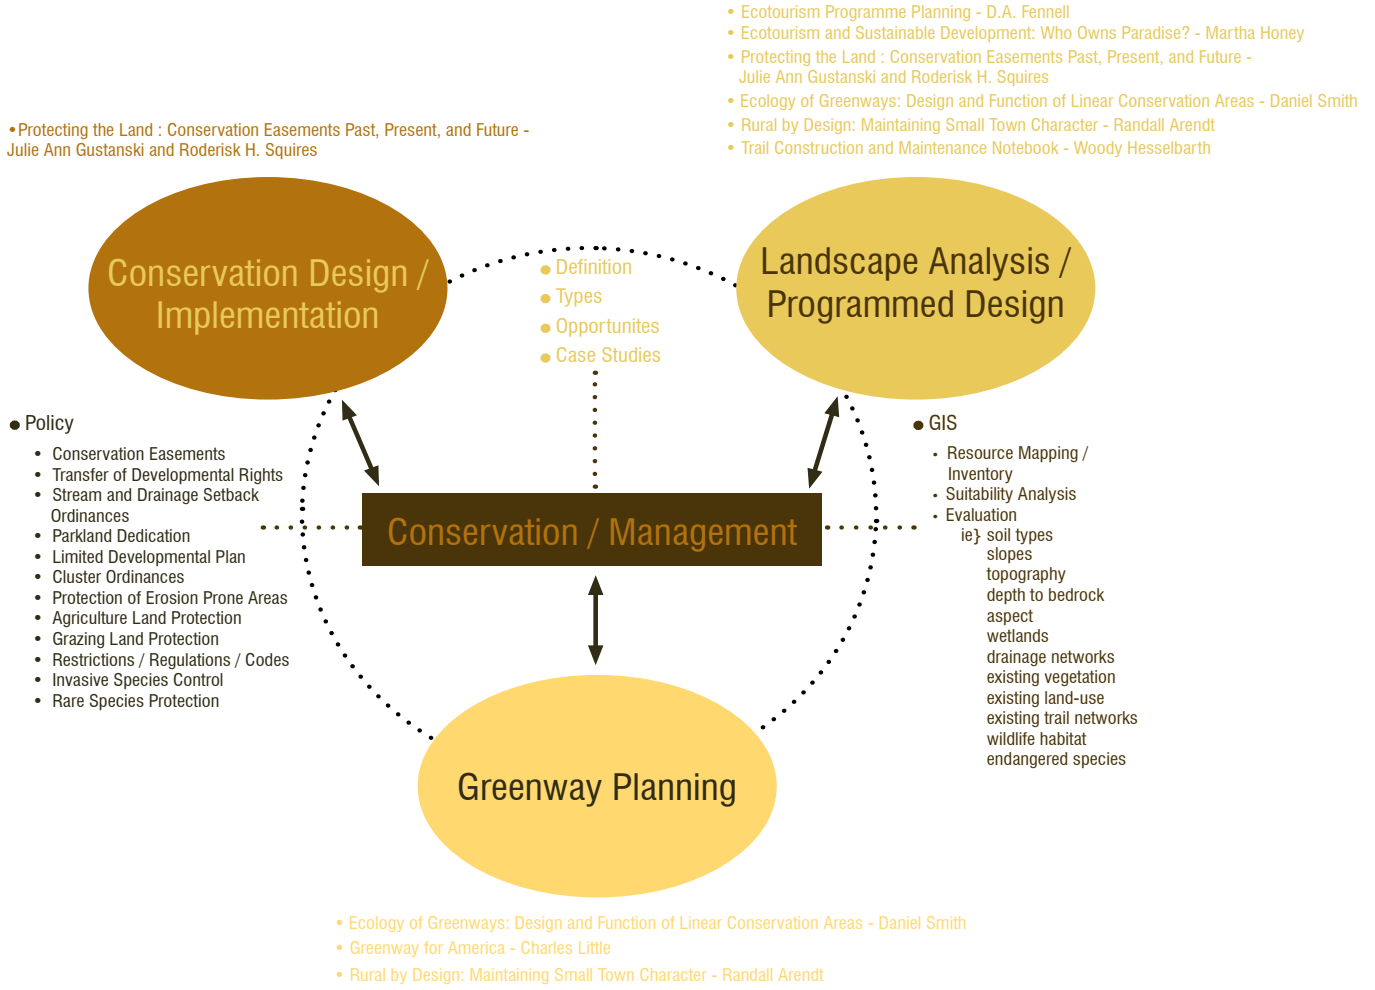 • Ecotourism Programme Planning - D.A. Fennell
• Ecotourism and Sustainable Development: Who Owns Paradise? - Martha Honey
• Protecting the Land : Conservation Easements Past, Present, and Future -
Julie Ann Gustanski and Roderisk H. Squires
• Ecology of Greenways: Design and Function of Linear Conservation Areas - Daniel Smith
• Rural by Design: Maintaining Small Town Character - Randall Arendt
• Trail Construction and Maintenance Notebook - Woody Hesselbarth
•Protecting the Land : Conservation Easements Past, Present, and Future -
Julie Ann Gustanski and Roderisk H. Squires
Conservation Design /
Implementation
• Definition
• Types
• Opportunites
• Case Studies
Landscape Analysis /
Programmed Design
• Policy
• Conservation Easements
• Transfer of Developmental Rights
• Stream and Drainage Setback
Ordinances
• Parkland Dedication
• Limited Developmental Plan
• Cluster Ordinances
• Protection of Erosion Prone Areas
• Agriculture Land Protection
• Grazing Land Protection
• Restrictions / Regulations / Codes
• Invasive Species Control
• Rare Species Protection
Conservation / Management
• GIS
• Resource Mapping /
Inventory
• Suitability Analysis
• Evaluation
ie} soil types
slopes
topography
depth to bedrock
aspect
wetlands
drainage networks
existing vegetation
existing land-use
existing trail networks
wildlife habitat
endangered species
Greenway Planning
• Ecology of Greenways: Design and Function of Linear Conservation Areas - Daniel Smith
• Greenway for America - Charles Little
• Rural by Design: Maintaining Small Town Character - Randall Arendt